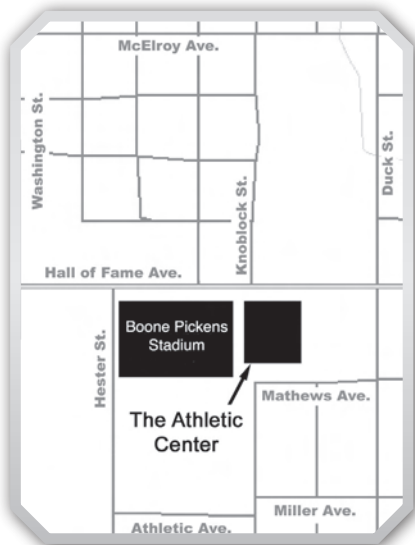 McElroy Ave.
Washington St.
Duck St.
Knoblock St.
Hall of Fame Ave.
Hester St.
Boone Pickens
Stadium
The Athletic
Center
Mathews Ave.
Miller Ave.
Athletic Ave.